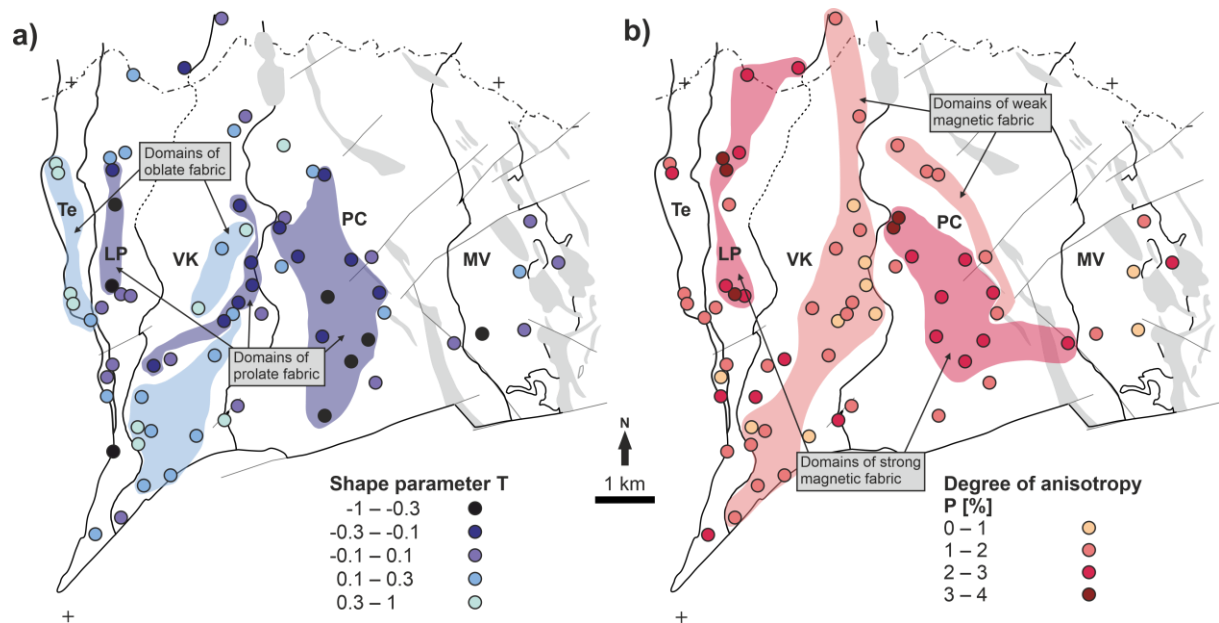 a)
Domains of
oblate fabric
Te
LP
VK
PC
MV
Domains of
prolate fabric
Shape parameter T
-1 – -0.3
-0.3 – -0.1
-0.1 – 0.1
0.1 – 0.3
0.3 – 1
N
1 km
b)
Domains of weak
magnetic fabric
Te
LP
VK
PC
MV
Domains of strong
magnetic fabric
Degree of anisotropy
P [%]
0 – 1
1 – 2
2 – 3
3 – 4